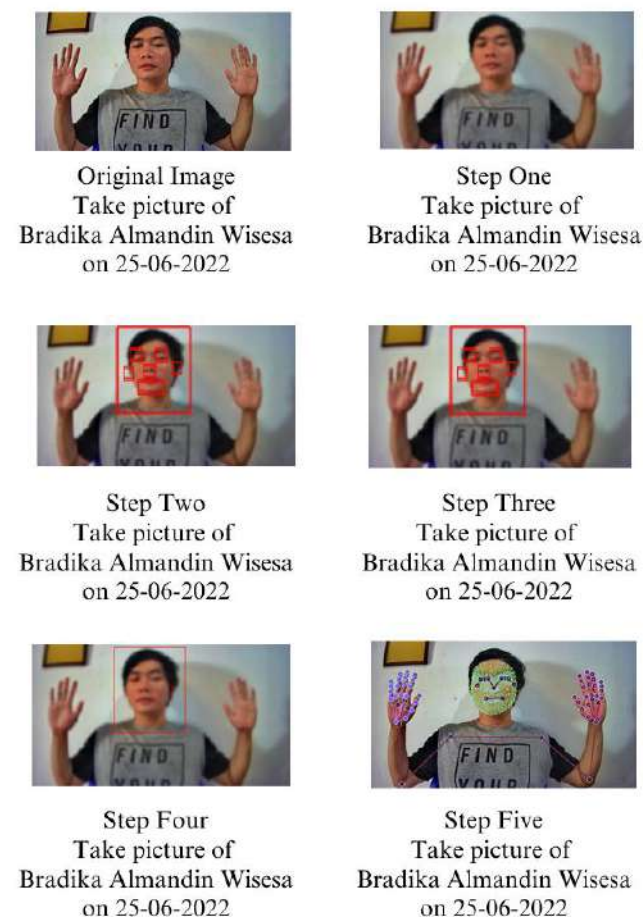 FIND
FIND
Original Image
Take picture of
Bradika Almandin Wisesa
on 25-06-2022
Step One
Take picture of
Bradika Almandin Wisesa
on 25-06-2022
FIND
FIND
Step Two
Take picture of
Bradika Almandin Wisesa
on 25-06-2022
Step Three
Take picture of
Bradika Almandin Wisesa
on 25-06-2022
FIND
FIND
YOUR
Step Four
Take picture of
Bradika Almandin Wisesa
on 25-06-2022
Step Five
Take picture of
Bradika Almandin Wisesa
on 25-06-2022